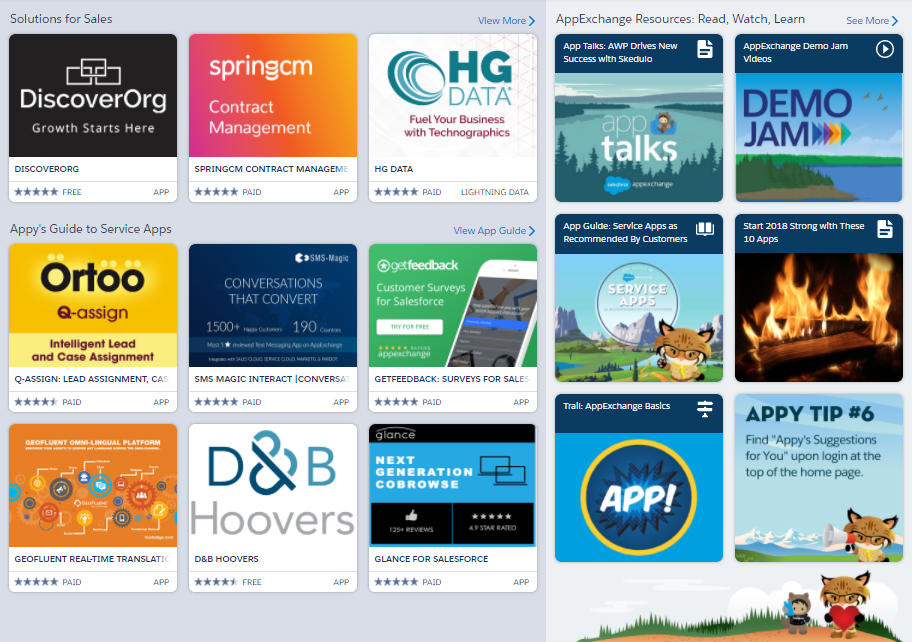 Solutions for Sales
View More
DiscoverOrg
Growth Starts Here
DISCOVERORG
FREE
APP
springcm
Contract
Management
SPRINGCM CONTRACT MANAGEME
PAID
APP
HG
DATA
Fuel Your Business
with Technographics
HG DATA
PAID
LIGHTNING DATA
Appy's Guide to Service Apps
View App Guide
Ortoo
Q-assign
Intelligent Lead
and Case Assignment
Q-ASSIGN: LEAD ASSIGNMENT, CAS
PAID
APP
SMS-Magic
CONVERSATIONS
THAT CONVERT
1500+ Happy Customers 190 Countries
Most 5★ reviewed Text Messaging App on AppExchange
Integrates with SALES CLOUD, SERVICE CLOUD, MARKETO, & PARDOT
SMS MAGIC INTERACT |CONVERSAT
PAID
APP
getfeedback
Customer Surveys
for Salesforce
TRY FOR FREE
RATING
appexchange
GETFEEDBACK: SURVEYS FOR SALES
PAID
APP
GEOFLUENT OMNI-LINGUAL PLATFORM
GEOFLUENT REAL-TIME TRANSLATIO
PAID
APP
D&B
Hoovers
D&B HOOVERS
FREE
APP
glance
NEXT
GENERATION
COBROWSE
125+ REVIEWS
4.9 STAR RATED
GLANCE FOR SALESFORCE
PAID
APP
AppExchange Resources: Read, Watch, Learn
See More
App Talks: AWP Drives New
Success with Skedulo
app
talks
salesforce appexchange
AppExchange Demo Jam
Videos
DEMO
JAM
App Guide: Service Apps as
Recommended By Customers
SERVICE
APPS
Start 2018 Strong with These
10 Apps
Trail: AppExchange Basics
APP!
APPY TIP #6
Find "Appy's Suggestions
for You" upon login at the
top of the home page.